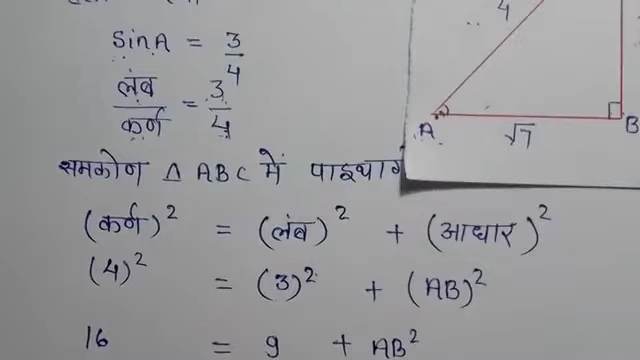 sinA = 3/4
लंब/कर्ण = 3/4
समकोण Δ ABC में
(कर्ण)² = (लंब)² + (आधार)²
(4)² = (3)² + (AB)²
16 = 9 + AB²
4
A
√7
B